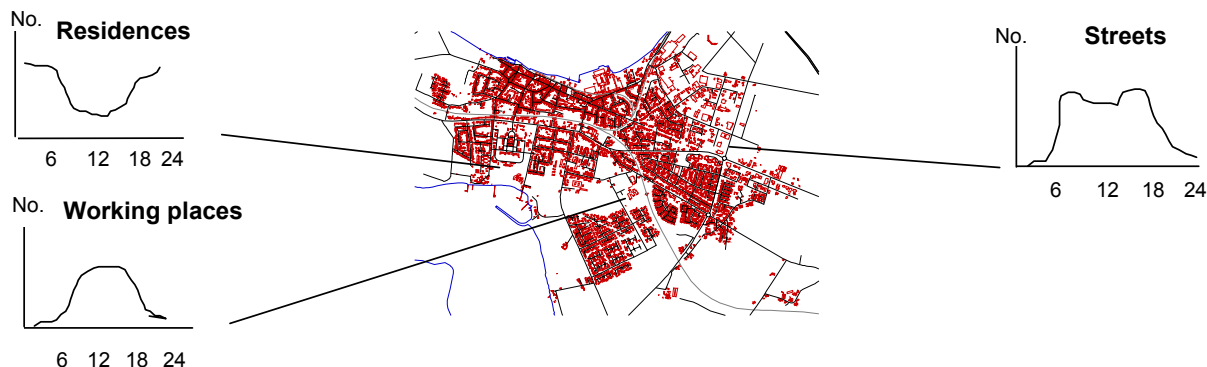 No.
Residences
6 12 18 24
No.
Working places
6 12 18 24
No.
Streets
6 12 18 24